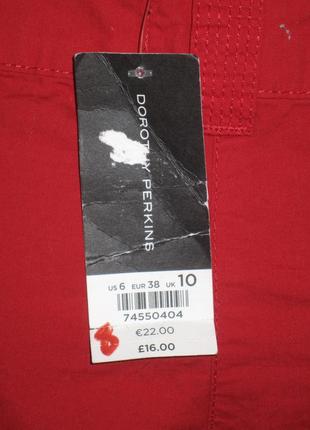 DOROTHY PERKINS
US 6 EUR 38 UK 10
74550404
€22.00
£16.00